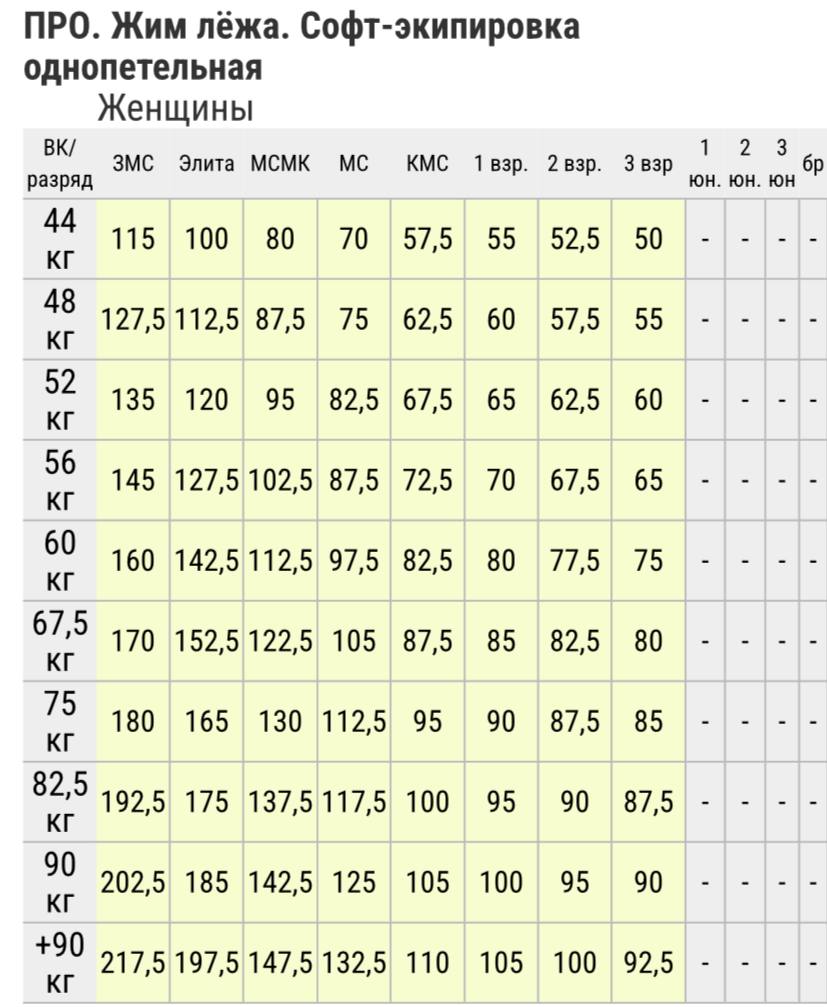 ПРО. Жим лёжа. Софт-экипировка
однопетельная
Женщины
ВК/разряд ЗМС Элита МСМК МС КМС 1 взр. 2 взр. 3 взр 1 юн. 2 юн. 3 юн бр
44 кг 115 100 80 70 57,5 55 52,5 50 - - - -
48 кг 127,5 112,5 87,5 75 62,5 60 57,5 55 - - - -
52 кг 135 120 95 82,5 67,5 65 62,5 60 - - - -
56 кг 145 127,5 102,5 87,5 72,5 70 67,5 65 - - - -
60 кг 160 142,5 112,5 97,5 82,5 80 77,5 75 - - - -
67,5 кг 170 152,5 122,5 105 87,5 85 82,5 80 - - - -
75 кг 180 165 130 112,5 95 90 87,5 85 - - - -
82,5 кг 192,5 175 137,5 117,5 100 95 90 87,5 - - - -
90 кг 202,5 185 142,5 125 105 100 95 90 - - - -
+90 кг 217,5 197,5 147,5 132,5 110 105 100 92,5 - - - -